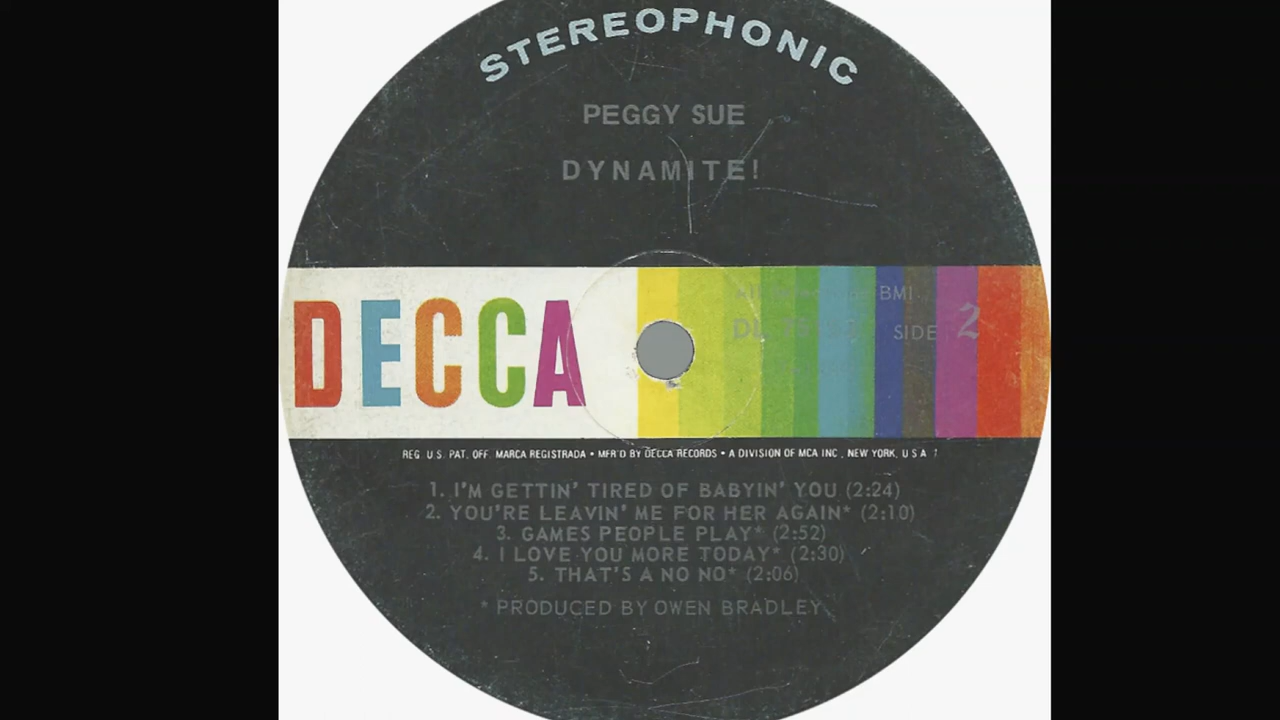 STEREOPHONIC
PEGGY SUE
DYNAMITE!
BMI
DECCA
DL SIDE 2
REG. U.S. PAT. OFF. MARCA REGISTRADA • MFR'D BY DECCA RECORDS • A DIVISION OF MCA INC., NEW YORK, U.S.A.
1. I'M GETTIN' TIRED OF BABYIN' YOU (2:24)
2. YOU'RE LEAVIN' ME FOR HER AGAIN* (2:10)
3. GAMES PEOPLE PLAY* (2:52)
4. I LOVE YOU MORE TODAY* (2:30)
5. THAT'S A NO NO* (2:06)
* PRODUCED BY OWEN BRADLEY